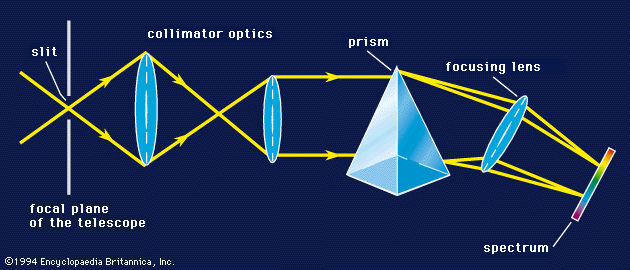 slit
collimator optics
prism
focusing lens
focal plane
of the telescope
spectrum
©1994 Encyclopaedia Britannica, Inc.